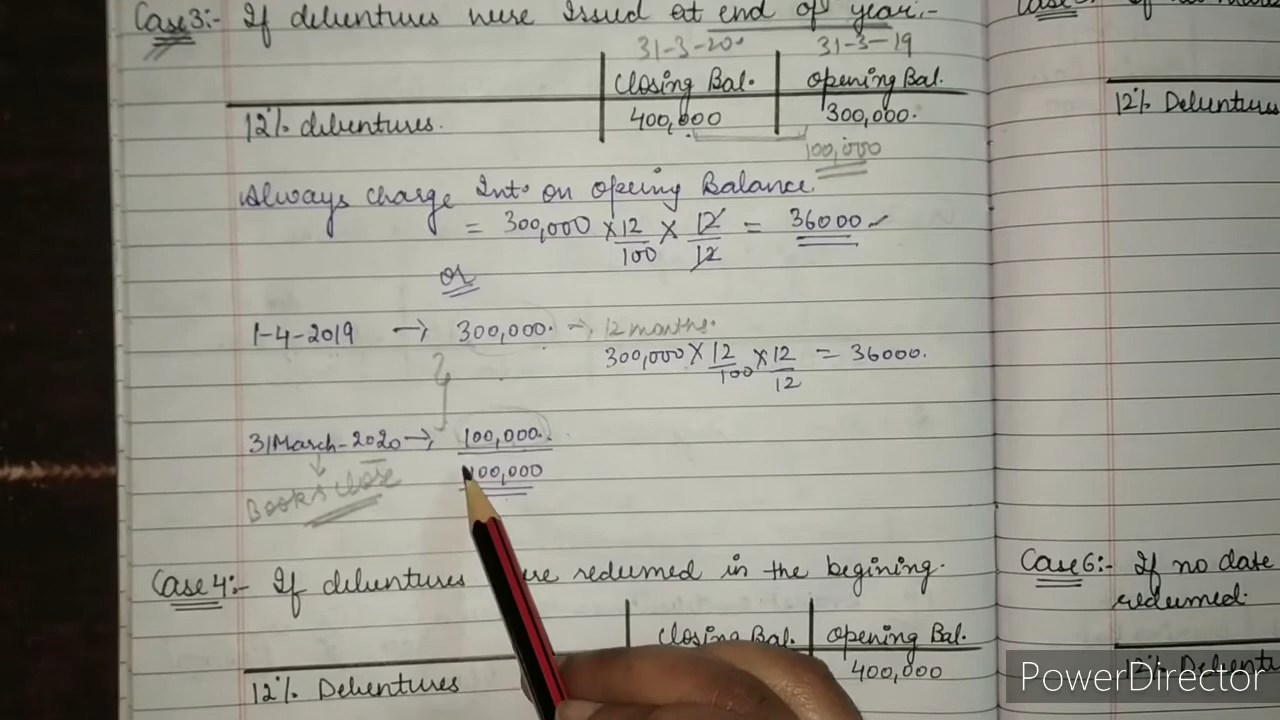 Case 3:- If debentures were Issued at end of year:-
31-3-20 31-3-19
Closing Bal. Opening Bal.
12% debentures. 400,000 300,000.
100,000
Always charge Int. on Opening Balance.
= 300,000 × 12/100 × 12/12 = 36000
or
1-4-2019 → 300,000. → 12 months.
300,000 × 12/100 × 12/12 = 36000.
31 March-2020 → 100,000.
00,000
Books close
Case 4:- If debentures redeemed in the begining.
Closing Bal. Opening Bal.
12% Debentures 400,000
12% Debentures
Case 6:- If no date
redeemed.
12% Debentu
PowerDirector